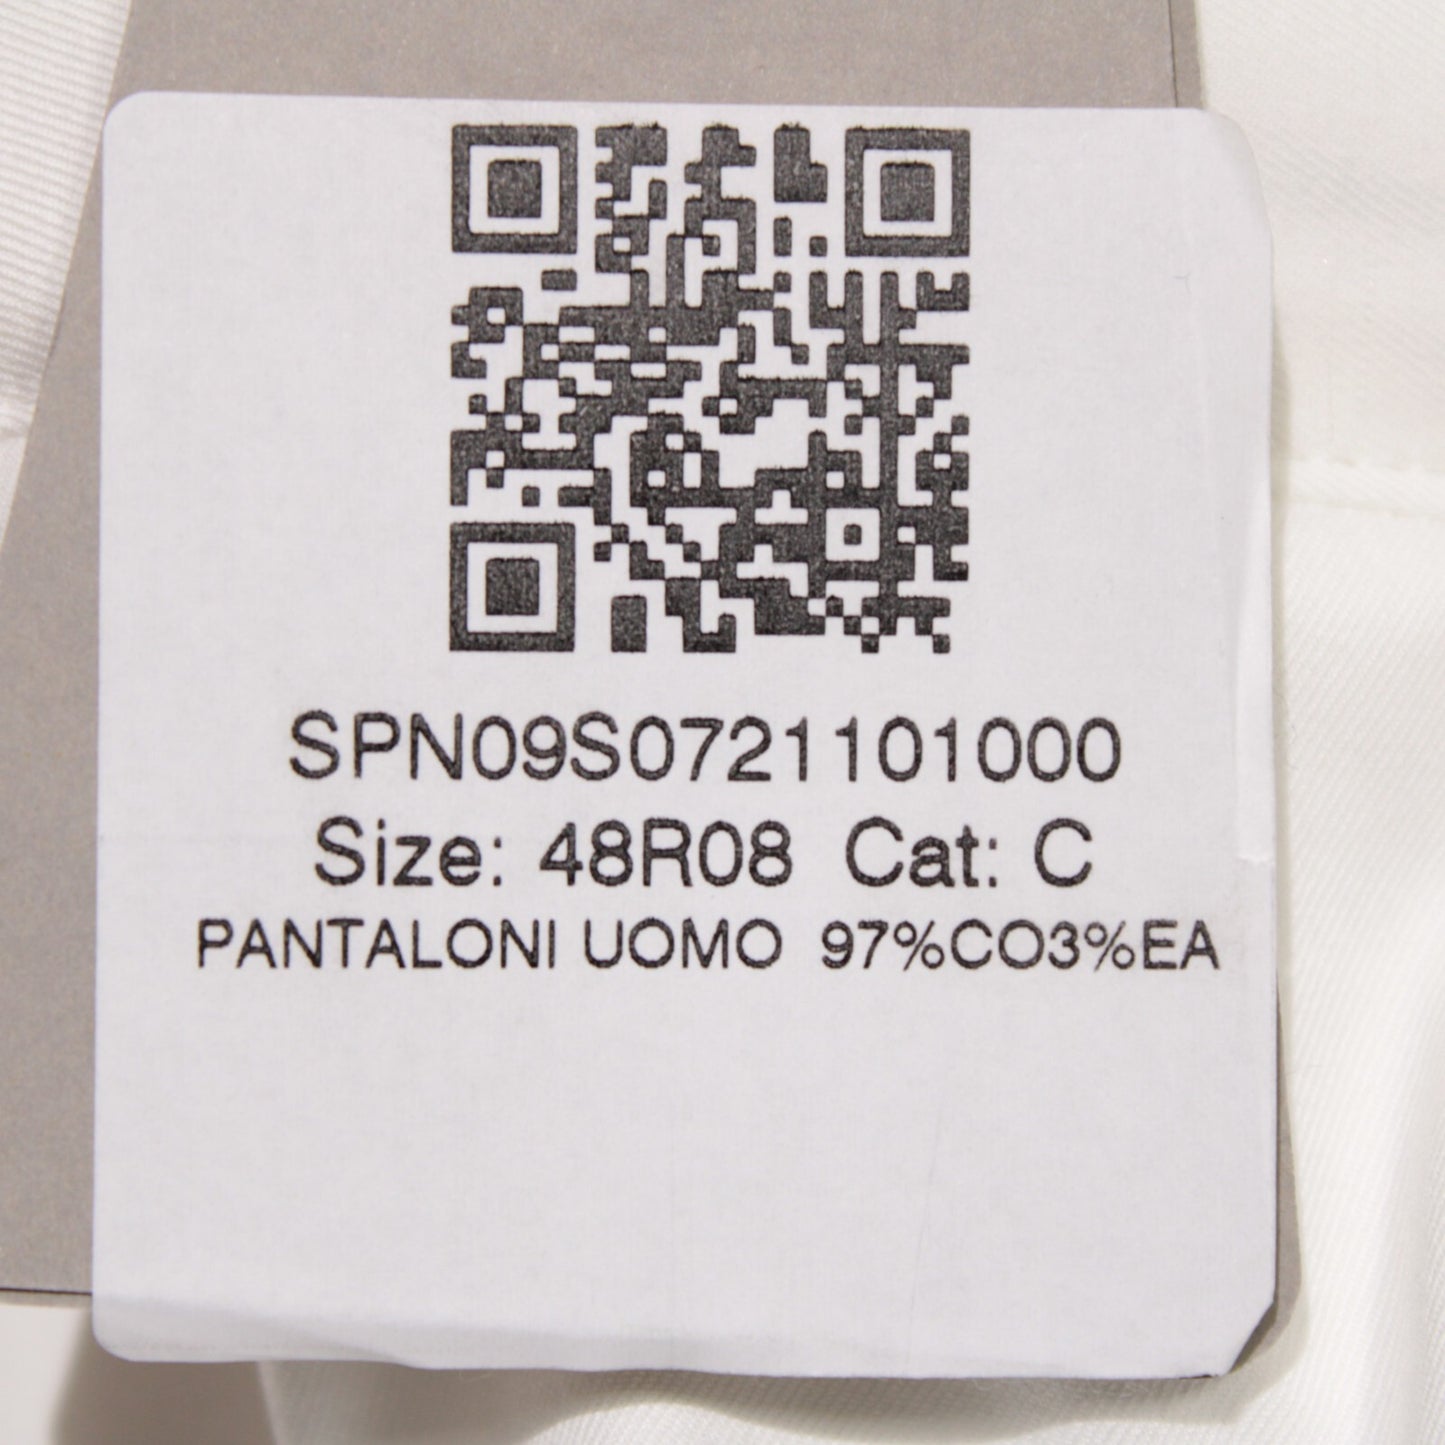 SPN09S0721101000
Size: 48R08 Cat: C
PANTALONI UOMO 97%CO3%EA